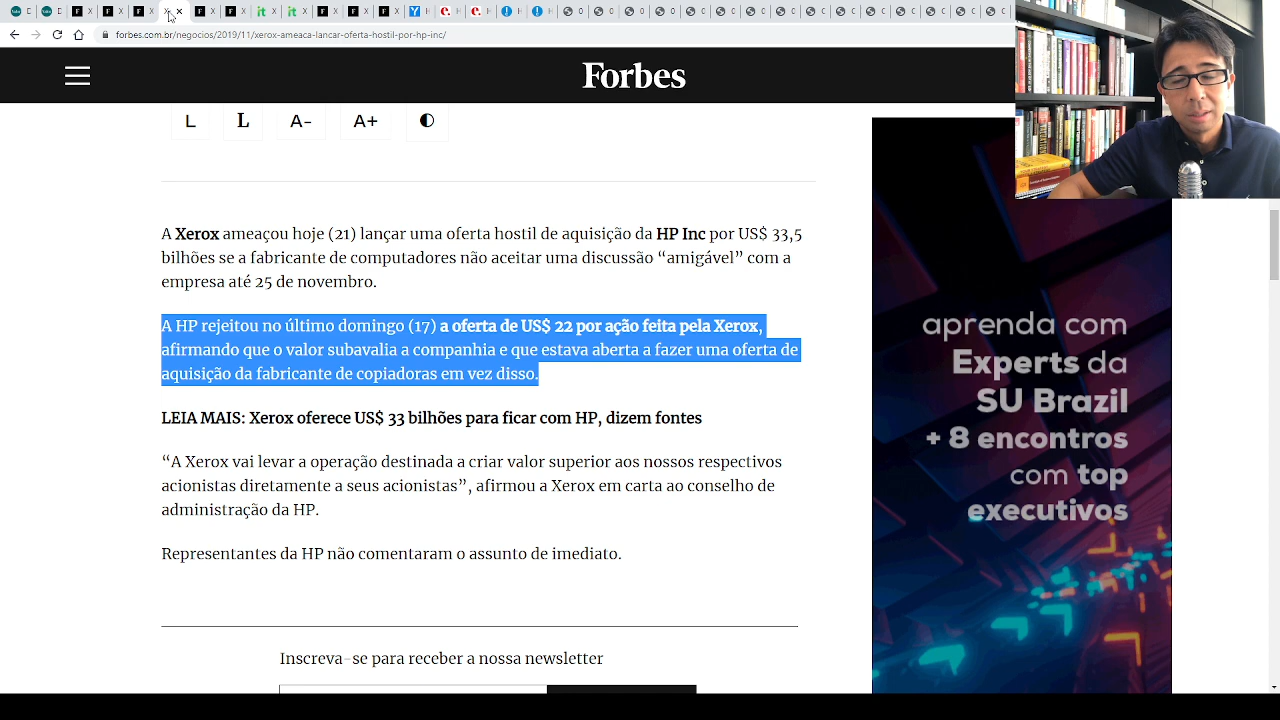 forbes.com.br/negocios/2019/11/xerox-ameaca-lancar-oferta-hostil-por-hp-inc/
Forbes
L L A- A+
A Xerox ameaçou hoje (21) lançar uma oferta hostil de aquisição da HP Inc por US$ 33,5
bilhões se a fabricante de computadores não aceitar uma discussão “amigável” com a
empresa até 25 de novembro.
A HP rejeitou no último domingo (17) a oferta de US$ 22 por ação feita pela Xerox,
afirmando que o valor subavalia a companhia e que estava aberta a fazer uma oferta de
aquisição da fabricante de copiadoras em vez disso.
LEIA MAIS: Xerox oferece US$ 33 bilhões para ficar com HP, dizem fontes
“A Xerox vai levar a operação destinada a criar valor superior aos nossos respectivos
acionistas diretamente a seus acionistas”, afirmou a Xerox em carta ao conselho de
administração da HP.
Representantes da HP não comentaram o assunto de imediato.
Inscreva-se para receber a nossa newsletter
aprenda com
Experts da
SU Brazil
+ 8 encontros
com top
executivos